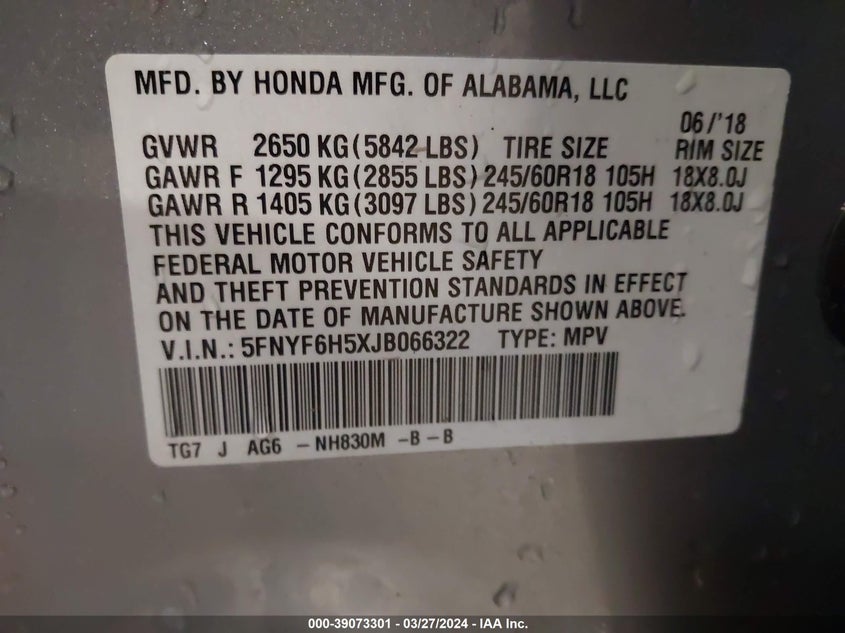 MFD. BY HONDA MFG. OF ALABAMA, LLC
06/'18
GVWR 2650 KG(5842 LBS) TIRE SIZE RIM SIZE
GAWR F 1295 KG(2855 LBS) 245/60R18 105H 18X8.0J
GAWR R 1405 KG(3097 LBS) 245/60R18 105H 18X8.0J
THIS VEHICLE CONFORMS TO ALL APPLICABLE
FEDERAL MOTOR VEHICLE SAFETY
AND THEFT PREVENTION STANDARDS IN EFFECT
ON THE DATE OF MANUFACTURE SHOWN ABOVE.
V.I.N.: 5FNYF6H5XJB066322 TYPE: MPV
TG7 J AG6 -NH830M -B-B
000-39073301 - 03/27/2024 - IAA Inc.